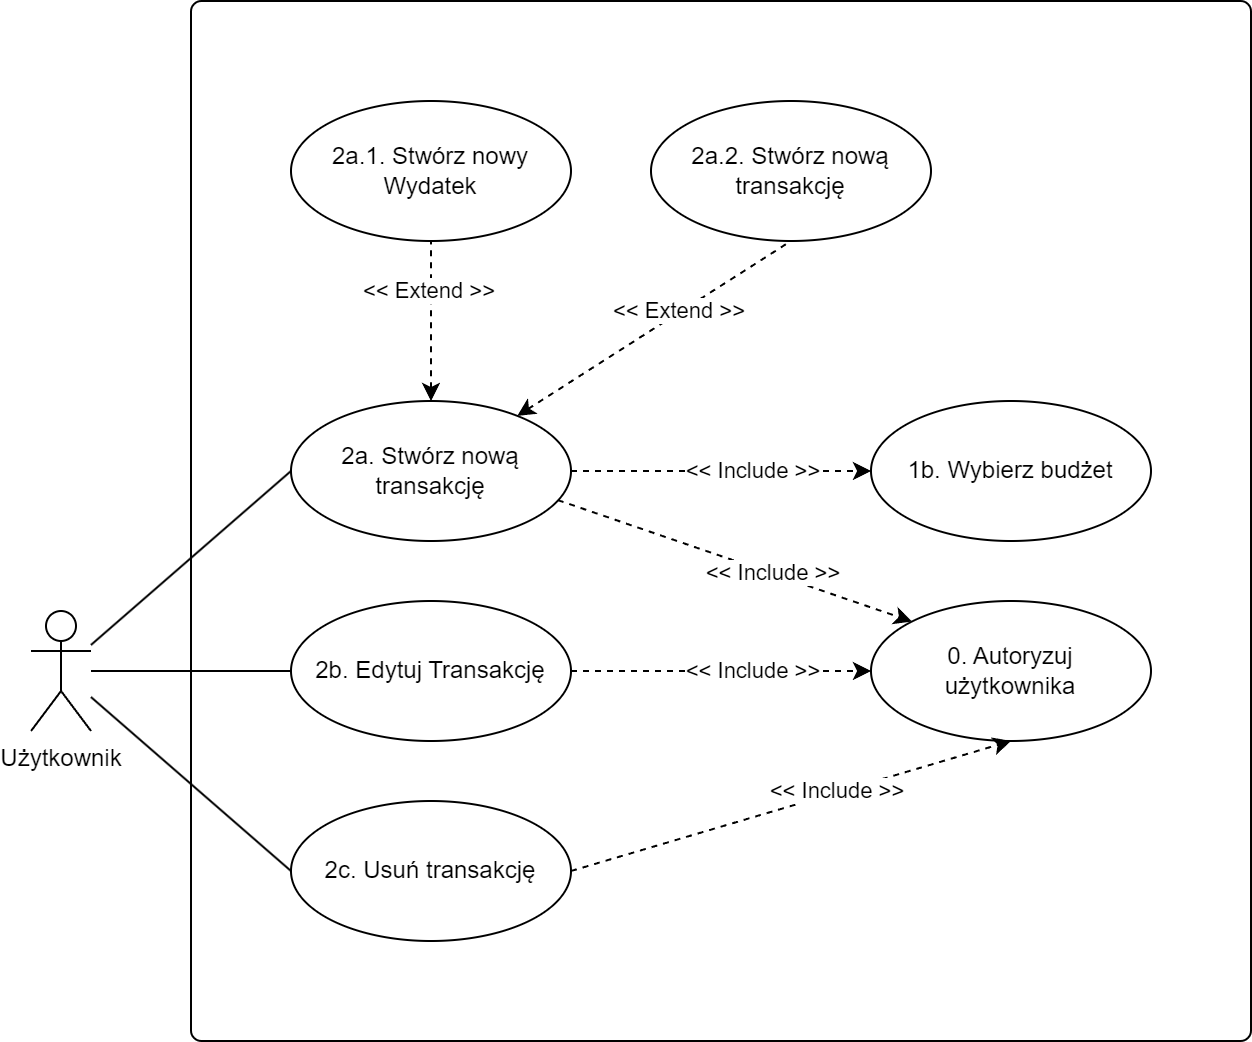 2a.1. Stwórz nowy
Wydatek
2a.2. Stwórz nową
transakcję
<< Extend >>
<< Extend >>
2a. Stwórz nową
transakcję
<< Include >>
1b. Wybierz budżet
<< Include >>
2b. Edytuj Transakcję
<< Include >>
0. Autoryzuj
użytkownika
Użytkownik
<< Include >>
2c. Usuń transakcję